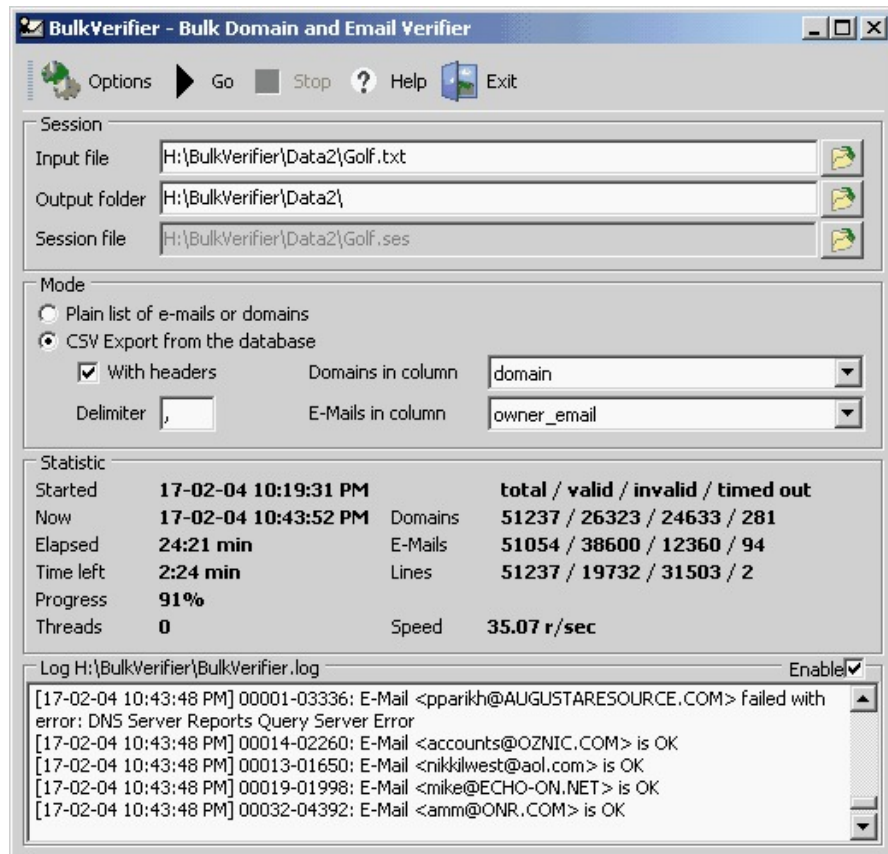 BulkVerifier - Bulk Domain and Email Verifier
Options Go Stop ? Help Exit
Session
Input file H:\BulkVerifier\Data2\Golf.txt
Output folder H:\BulkVerifier\Data2\
Session file H:\BulkVerifier\Data2\Golf.ses
Mode
Plain list of e-mails or domains
CSV Export from the database
With headers Domains in column domain
Delimiter , E-Mails in column owner_email
Statistic
Started 17-02-04 10:19:31 PM total / valid / invalid / timed out
Now 17-02-04 10:43:52 PM Domains 51237 / 26323 / 24633 / 281
Elapsed 24:21 min E-Mails 51054 / 38600 / 12360 / 94
Time left 2:24 min Lines 51237 / 19732 / 31503 / 2
Progress 91%
Threads 0 Speed 35.07 r/sec
Log H:\BulkVerifier\BulkVerifier.log Enable
[17-02-04 10:43:48 PM] 00001-03336: E-Mail <pparikh@AUGUSTARESOURCE.COM> failed with
error: DNS Server Reports Query Server Error
[17-02-04 10:43:48 PM] 00014-02260: E-Mail <accounts@OZNIC.COM> is OK
[17-02-04 10:43:48 PM] 00013-01650: E-Mail <nikkilwest@aol.com> is OK
[17-02-04 10:43:48 PM] 00019-01998: E-Mail <mike@ECHO-ON.NET> is OK
[17-02-04 10:43:48 PM] 00032-04392: E-Mail <amm@ONR.COM> is OK